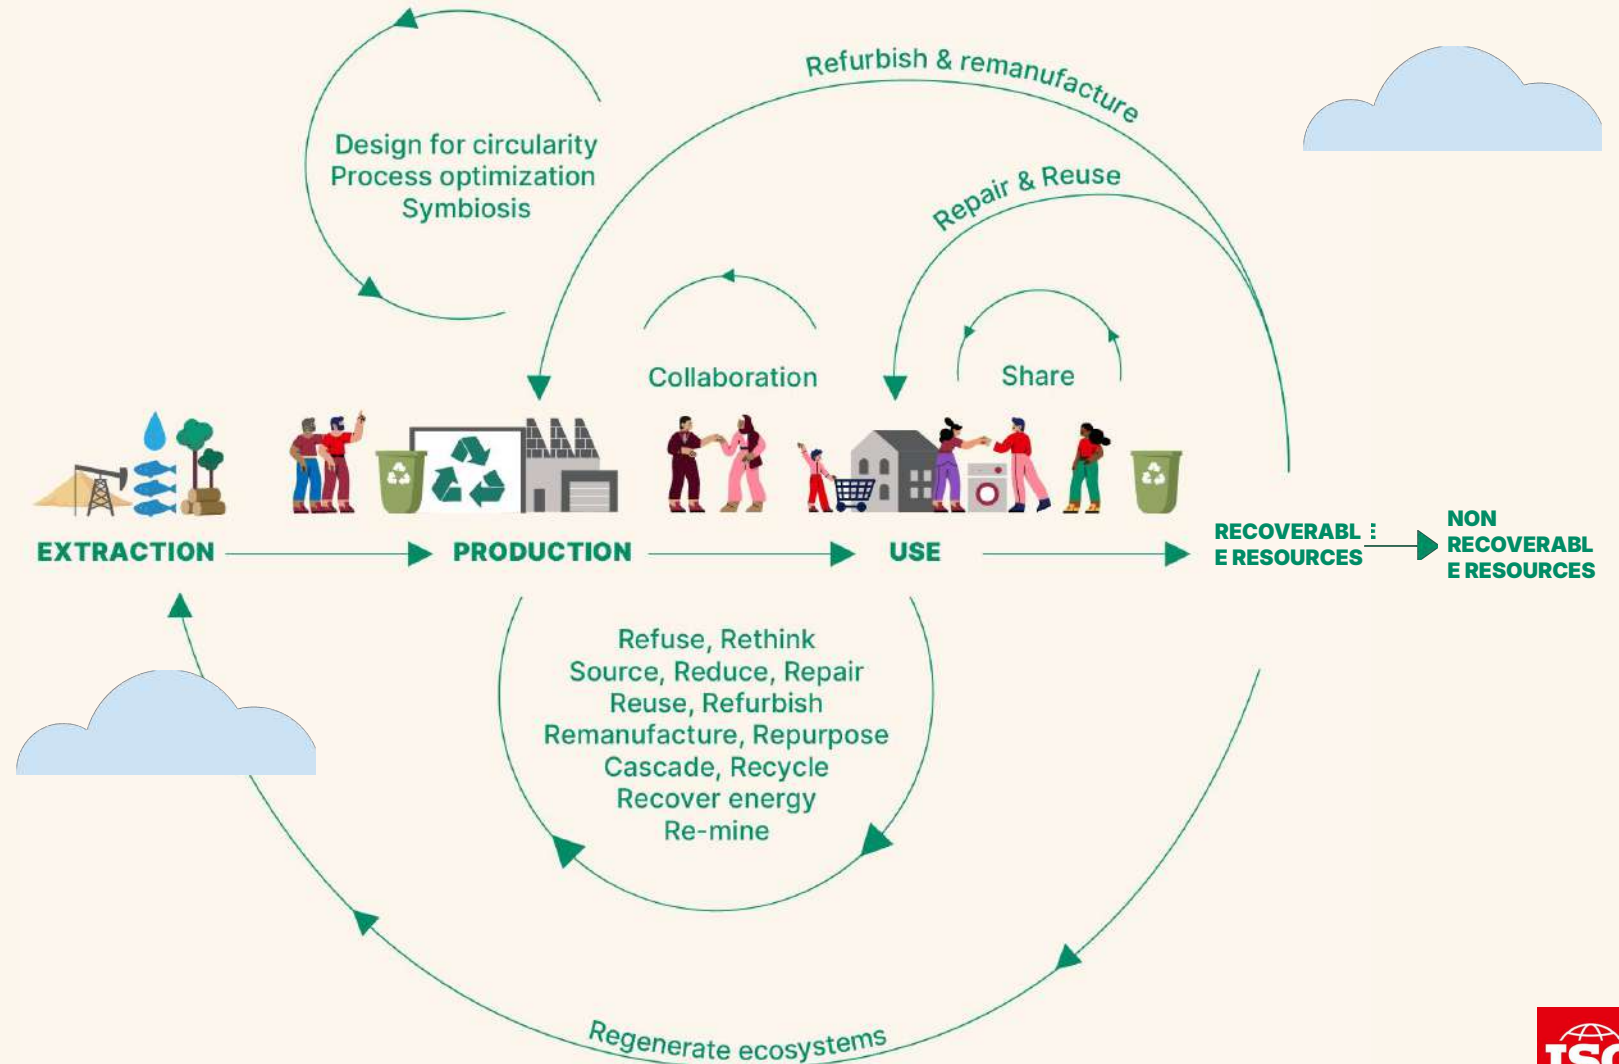 Refurbish & remanufacture
Design for circularity
Process optimization
Symbiosis
Repair & Reuse
Collaboration
Share
EXTRACTION
PRODUCTION
USE
RECOVERABL
E RESOURCES
NON
RECOVERABL
E RESOURCES
Refuse, Rethink
Source, Reduce, Repair
Reuse, Refurbish
Remanufacture, Repurpose
Cascade, Recycle
Recover energy
Re-mine
Regenerate ecosystems